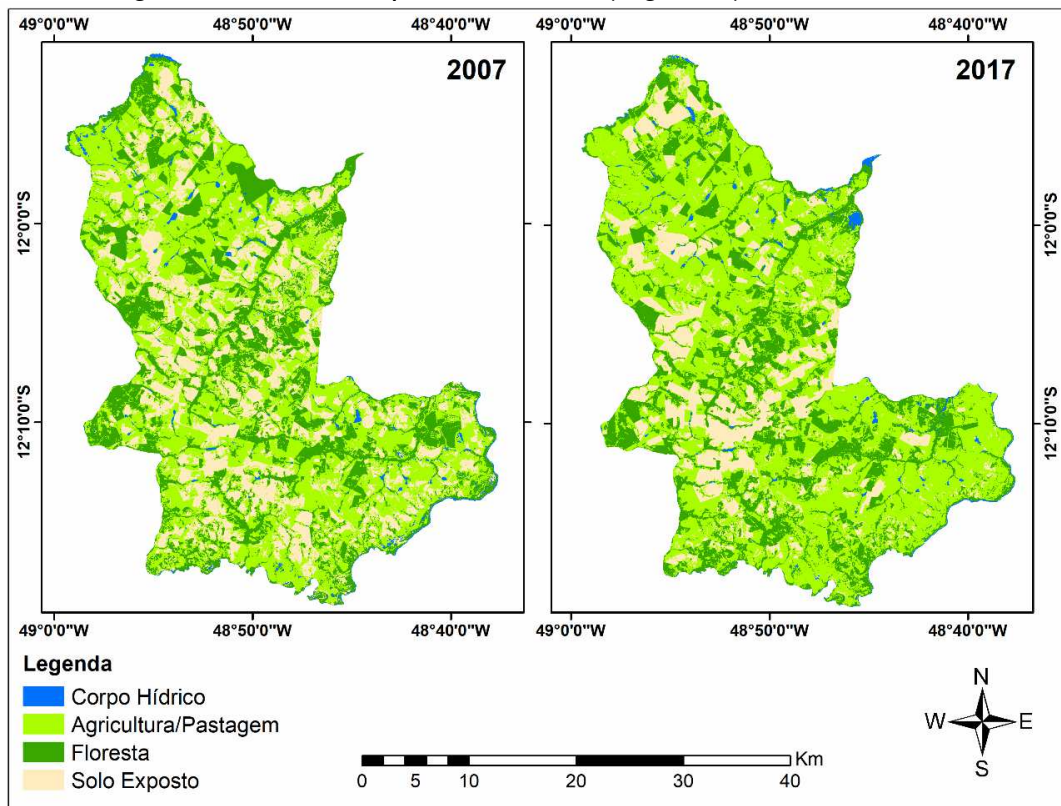 49°0'0"W 48°50'0"W 48°40'0"W 49°0'0"W 48°50'0"W 48°40'0"W
2007 2017
12°0'0"S 12°0'0"S
12°10'0"S 12°10'0"S
49°0'0"W 48°50'0"W 48°40'0"W 49°0'0"W 48°50'0"W 48°40'0"W
Legenda
Corpo Hídrico
Agricultura/Pastagem
Floresta
Solo Exposto
0 5 10 20 30 40 Km
N
W E
S